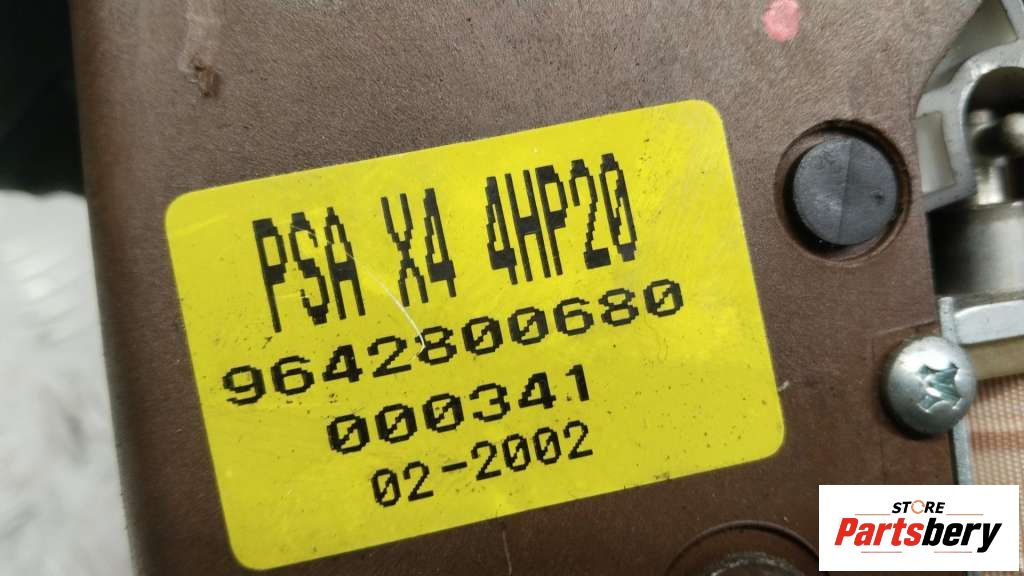 PSA X4 4HP20
9642800680
000341
02-2002
STORE
Partsbery